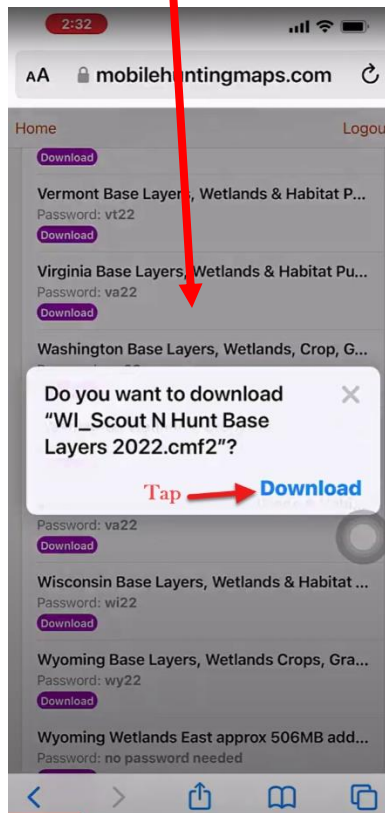 2:32
AA mobilehuntingmaps.com
Home Logou
Download
Vermont Base Layers, Wetlands & Habitat P...
Password: vt22
Download
Virginia Base Layers, Wetlands & Habitat Pu...
Password: va22
Download
Washington Base Layers, Wetlands, Crop, G...
Do you want to download
“WI_Scout N Hunt Base
Layers 2022.cmf2”?
Tap Download
Password: va22
Download
Wisconsin Base Layers, Wetlands & Habitat ...
Password: wi22
Download
Wyoming Base Layers, Wetlands Crops, Gra...
Password: wy22
Download
Wyoming Wetlands East approx 506MB add...
Password: no password needed